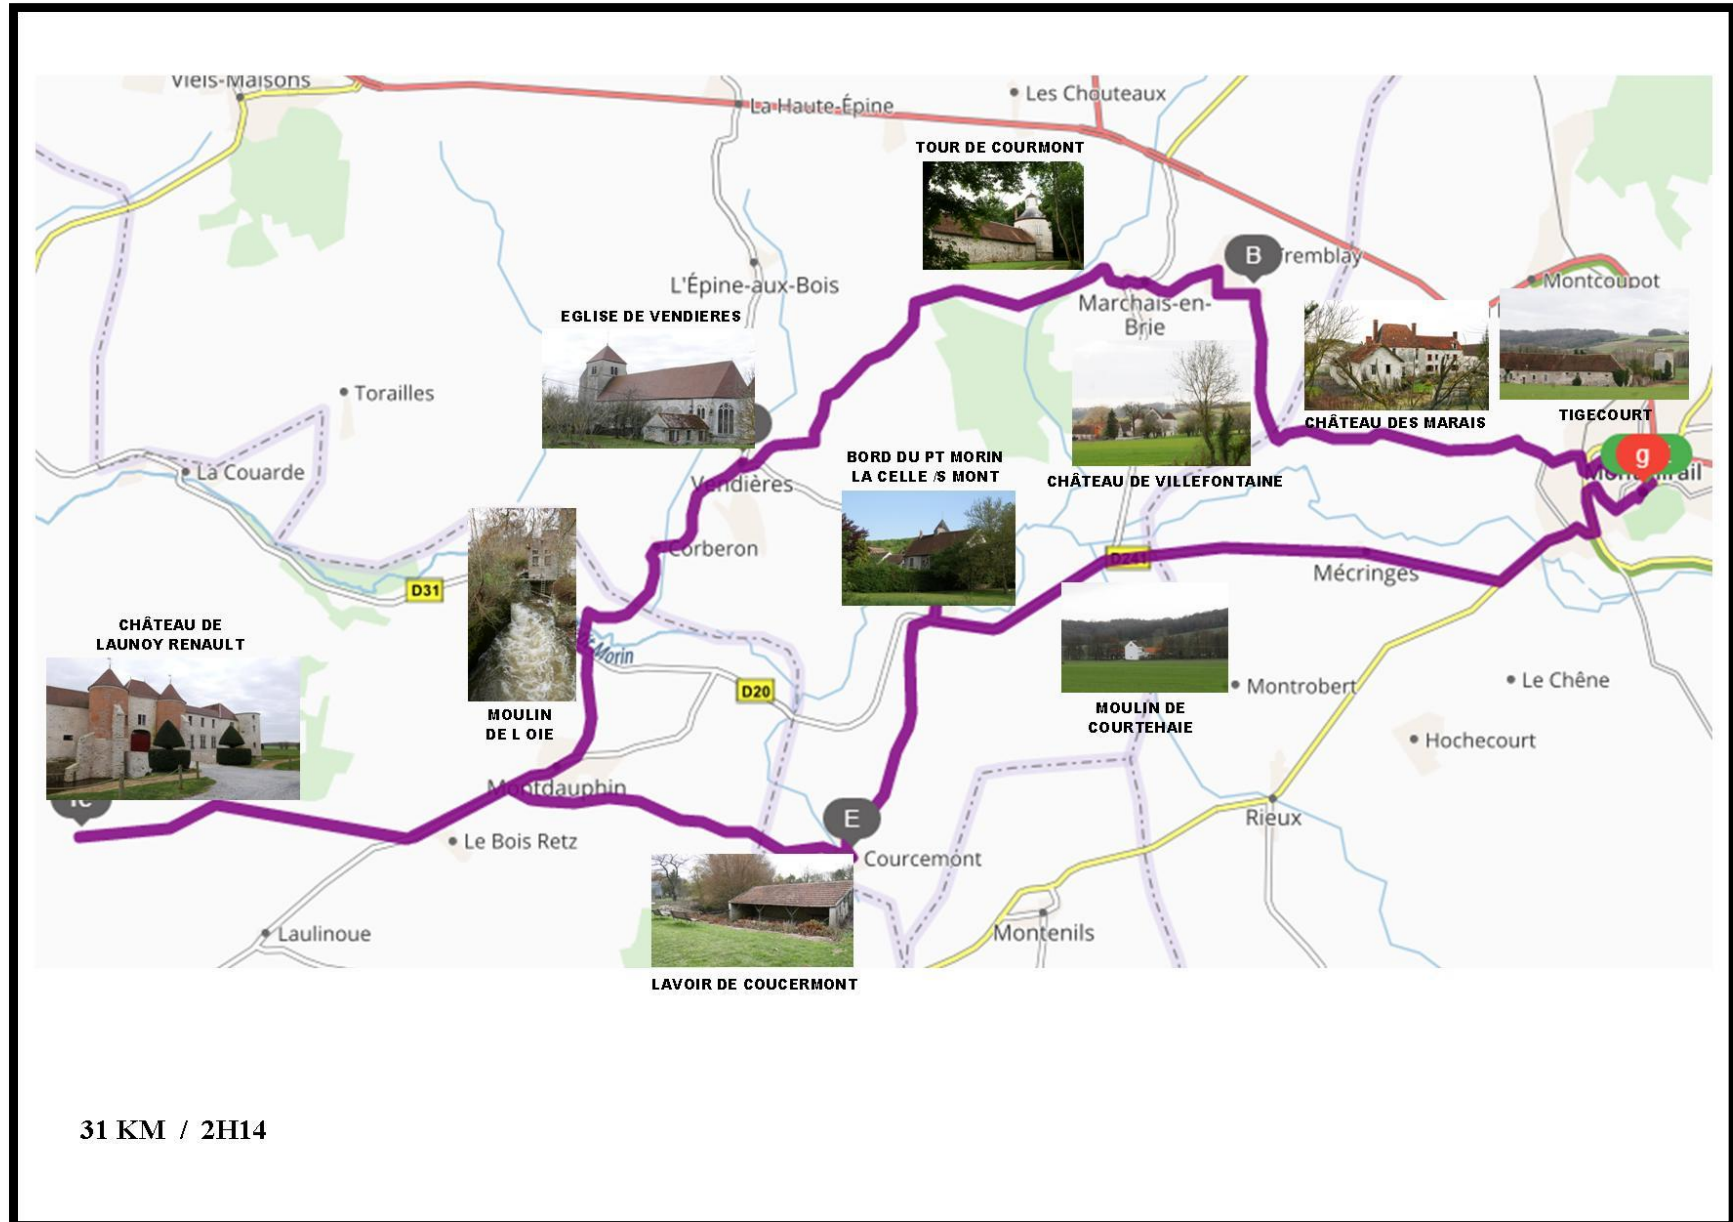 Viels-Maisons
La Haute-Épine
Les Chouteaux
TOUR DE COURMONT
B
Tremblay
L'Épine-aux-Bois
Marchais-en-
Brie
Montcoupot
EGLISE DE VENDIERES
Torailles
CHÂTEAU DES MARAIS
TIGECOURT
La Couarde
Vendières
BORD DU PT MORIN
LA CELLE /S MONT
CHÂTEAU DE VILLEFONTAINE
g
Montmirail
Corberon
D31
D241
Mécringes
CHÂTEAU DE
LAUNOY RENAULT
Morin
D20
MOULIN
DE L OIE
MOULIN DE
COURTEHAIE
Montrobert
Le Chêne
Hochecourt
Montdauphin
Le Bois Retz
E
Courcemont
Rieux
Laulinoue
Montenils
LAVOIR DE COUCERMONT
31 KM / 2H14